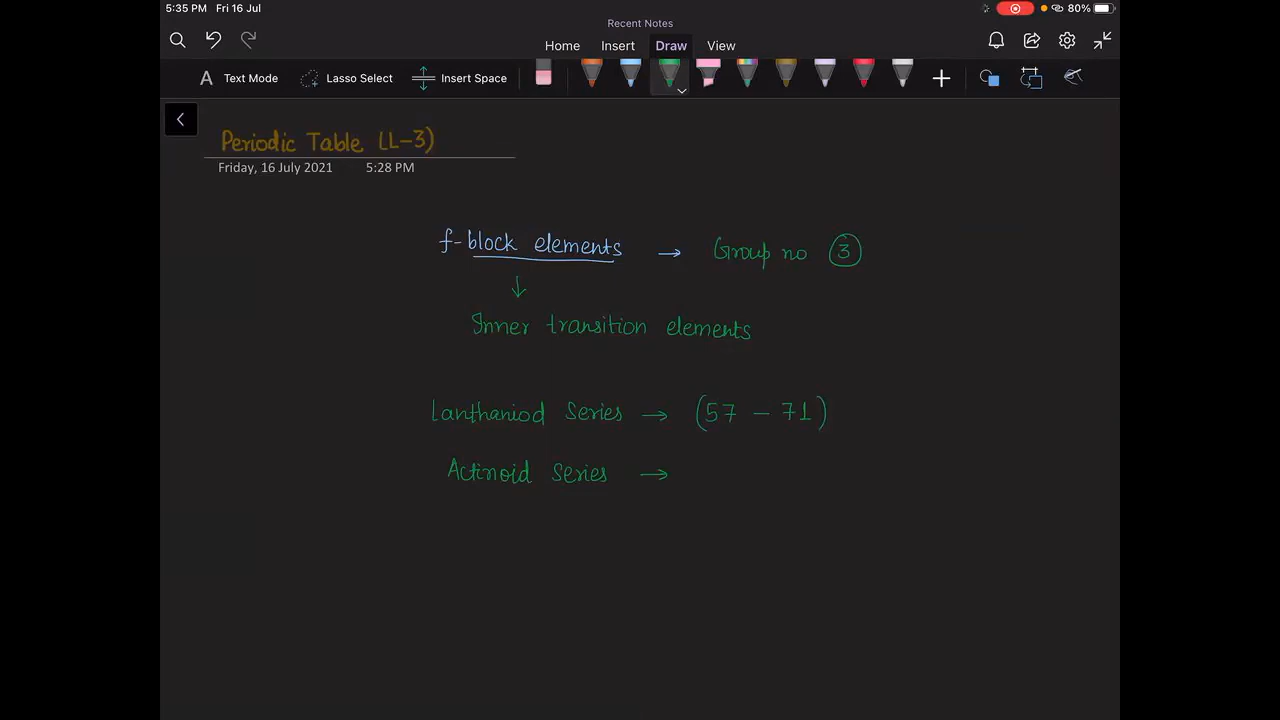 5:35 PM Fri 16 Jul 80%
Recent Notes
Home Insert Draw View
A Text Mode Lasso Select Insert Space
Periodic Table (L-3)
Friday, 16 July 2021 5:28 PM
f-block elements → Group no 3
↓
Inner transition elements
Lanthaniod Series → (57 - 71)
Actinoid Series →